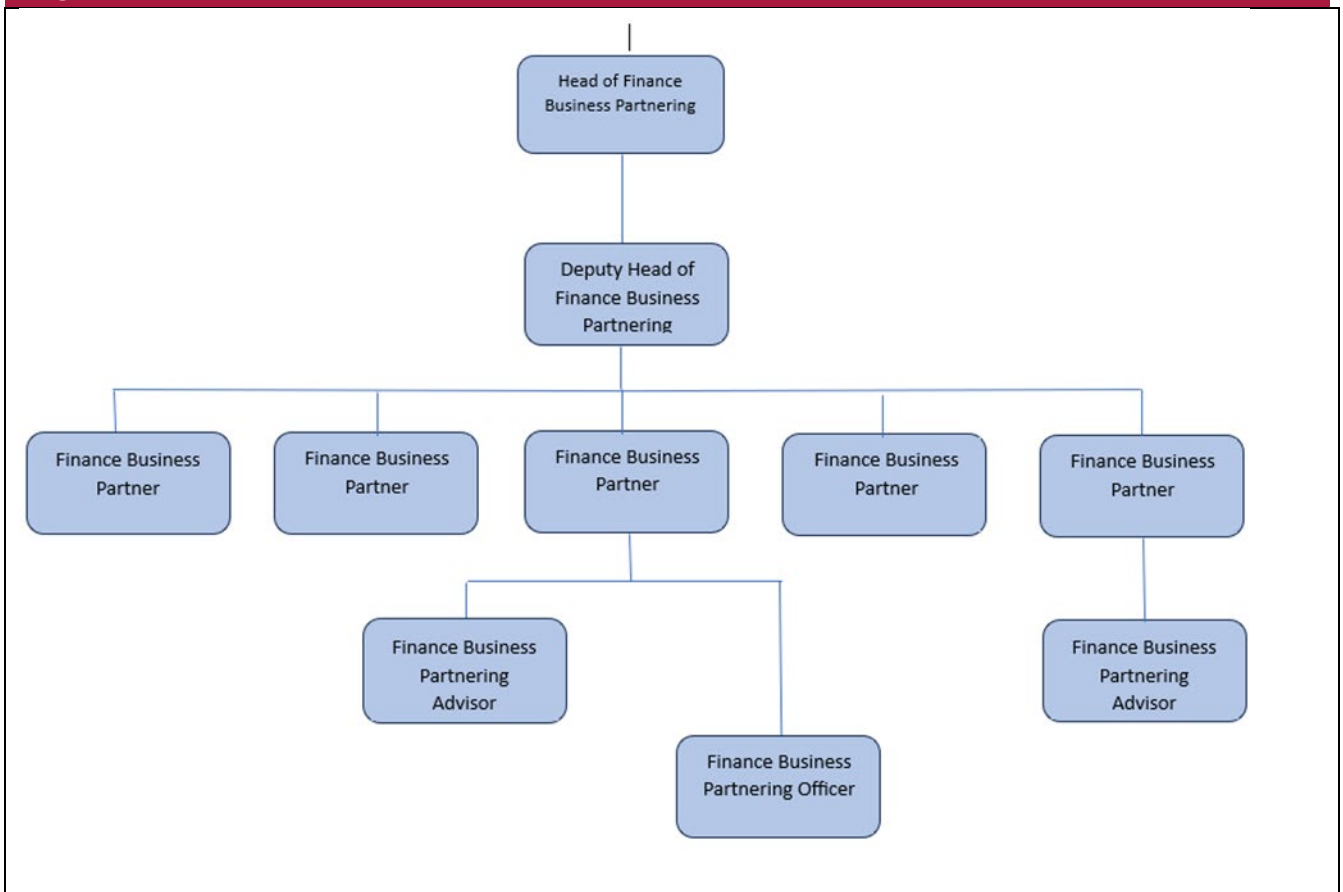 Head of Finance
Business Partnering
Deputy Head of
Finance Business
Partnering
Finance Business
Partner
Finance Business
Partner
Finance Business
Partner
Finance Business
Partner
Finance Business
Partner
Finance Business
Partnering
Advisor
Finance Business
Partnering
Advisor
Finance Business
Partnering Officer